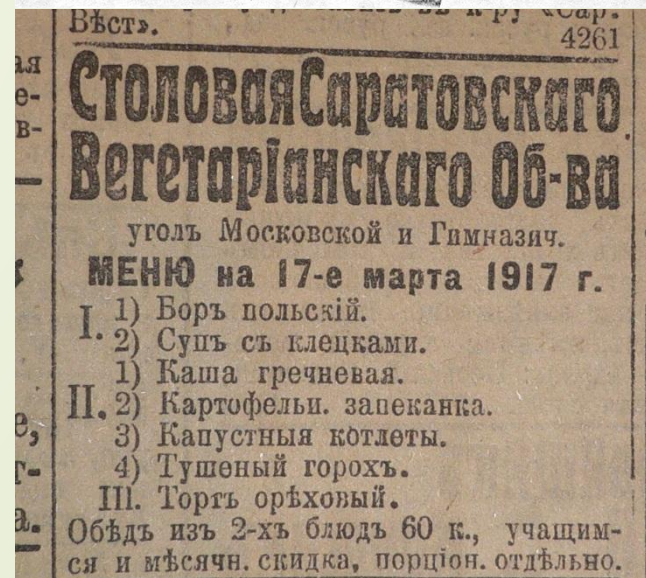 Вѣст».
4261
Столовая Саратовскаго
Вегетарiанскаго Об-ва
уголъ Московской и Гимназич.
МЕНЮ на 17-е марта 1917 г.
I. 1) Боръ польскій.
2) Супъ съ клецками.
II. 1) Каша гречневая.
2) Картофельн. запеканка.
3) Капустныя котлеты.
4) Тушеный горохъ.
III. Тортъ орѣховый.
Обѣдъ изъ 2-хъ блюдъ 60 к., учащим-
ся и мѣсячн. скидка, порціон. отдѣльно.